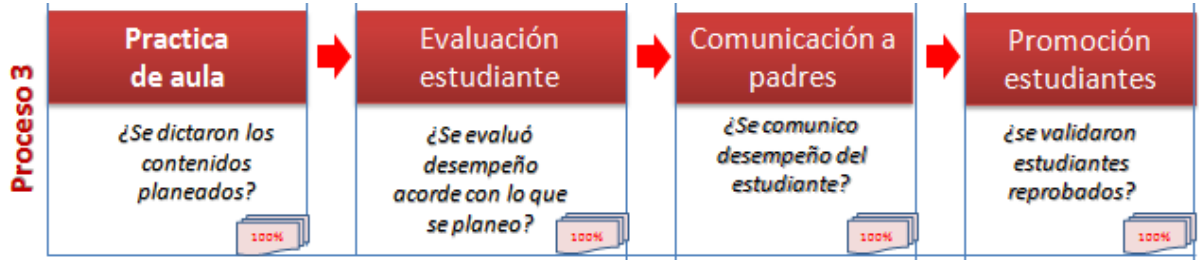 Proceso 3
Practica
de aula
¿Se dictaron los
contenidos
planeados?
100%
Evaluación
estudiante
¿Se evaluó
desempeño
acorde con lo que
se planeo?
100%
Comunicación a
padres
¿Se comunico
desempeño del
estudiante?
100%
Promoción
estudiantes
¿se validaron
estudiantes
reprobados?
100%